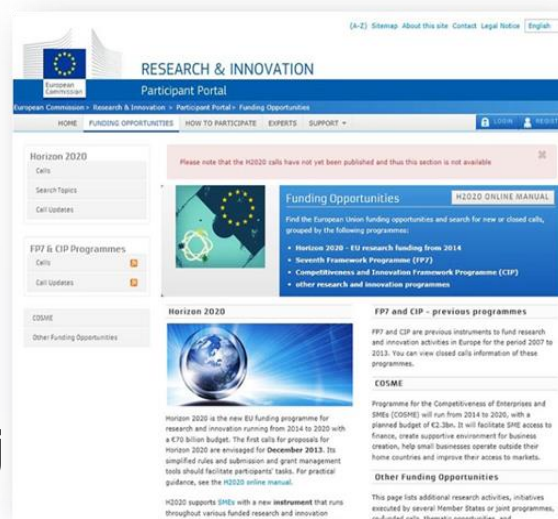 (A-Z) Sitemap About this site Contact Legal Notice English
European
Commission
RESEARCH & INNOVATION
Participant Portal
European Commission > Research & Innovation > Participant Portal > Funding Opportunities
HOME FUNDING OPPORTUNITIES HOW TO PARTICIPATE EXPERTS SUPPORT
LOGIN REGIST
Horizon 2020
Calls
Search Topics
Call Updates
FP7 & CIP Programmes
Calls
Call Updates
COSME
Other Funding Opportunities
Please note that the H2020 calls have not yet been published and thus this section is not available
Funding Opportunities
H2020 ONLINE MANUAL
Find the European Union funding opportunities and search for new or closed calls,
grouped by the following programmes:
• Horizon 2020 - EU research funding from 2014
• Seventh Framework Programme (FP7)
• Competitiveness and Innovation Framework Programme (CIP)
• other research and innovation programmes
Horizon 2020
Horizon 2020 is the new EU funding programme for
research and innovation running from 2014 to 2020 with
a €70 billion budget. The first calls for proposals for
Horizon 2020 are envisaged for December 2013. Its
simplified rules and submission and grant management
tools should facilitate participants' tasks. For practical
guidance, see the H2020 online manual.
H2020 supports SMEs with a new instrument that runs
throughout various funded research and innovation
FP7 and CIP - previous programmes
FP7 and CIP are previous instruments to fund research
and innovation activities in Europe for the period 2007 to
2013. You can view closed calls information of these
programmes.
COSME
Programme for the Competitiveness of Enterprises and
SMEs (COSME) will run from 2014 to 2020, with a
planned budget of €2.3bn. It will facilitate SME access to
finance, create supportive environment for business
creation, help small businesses operate outside their
home countries and improve their access to markets.
Other Funding Opportunities
This page lists additional research activities, initiatives
executed by several Member States or joint programmes,